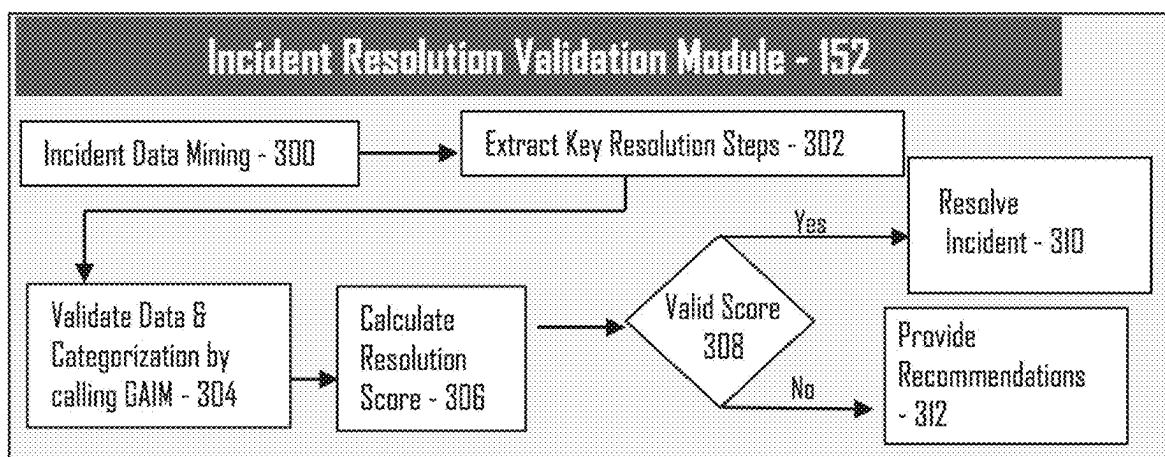 Incident Resolution Validation Module - 152
Incident Data Mining - 300
Extract Key Resolution Steps - 302
Validate Data &
Categorization by
calling GAIM - 304
Calculate
Resolution
Score - 306
Valid Score
308
Yes
Resolve
Incident - 310
No
Provide
Recommendations
- 312